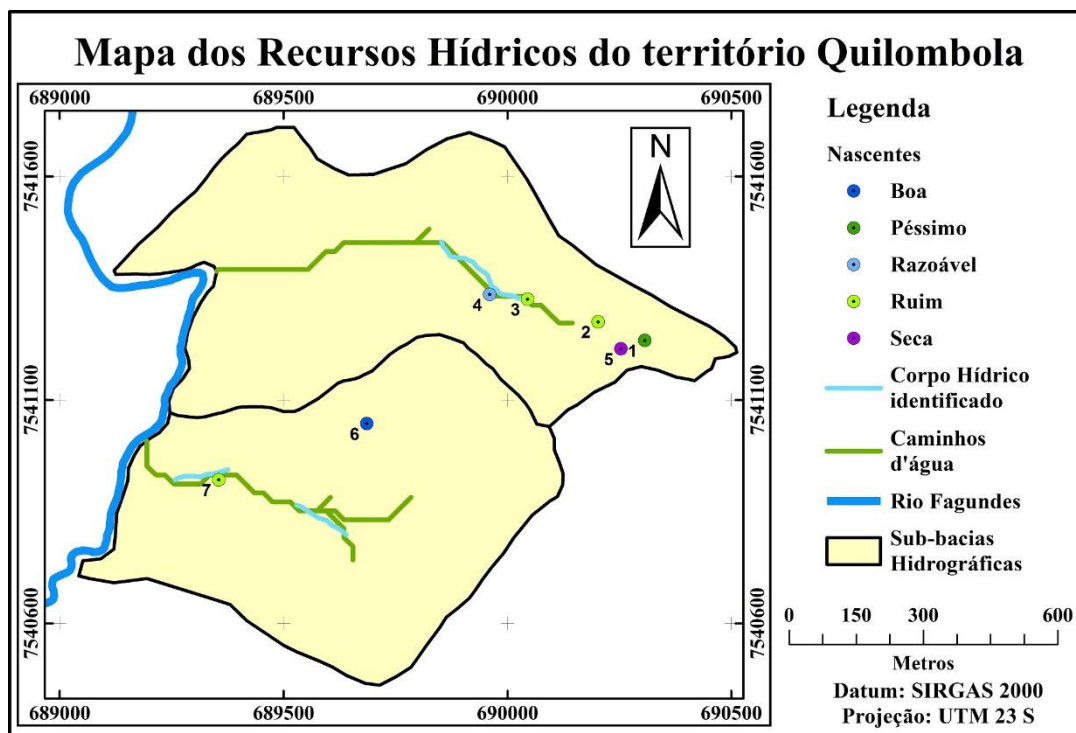 Mapa dos Recursos Hídricos do território Quilombola
689000 689500 690000 690500
7541600 7541600
N
4 3
2
5 1
7541100 7541100
6
7
7540600 7540600
689000 689500 690000 690500
Legenda
Nascentes
Boa
Péssimo
Razoável
Ruim
Seca
Corpo Hídrico
identificado
Caminhos
d'água
Rio Fagundes
Sub-bacias
Hidrográficas
0 150 300 600
Metros
Datum: SIRGAS 2000
Projeção: UTM 23 S